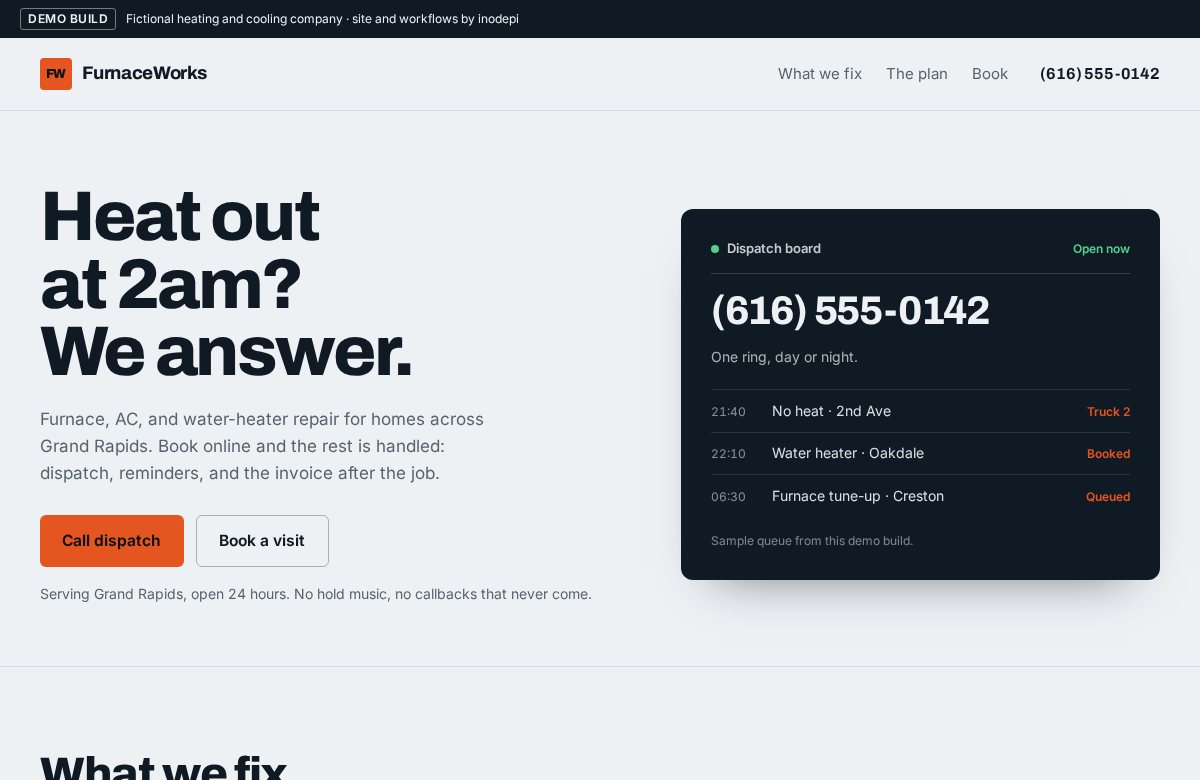 DEMO BUILD Fictional heating and cooling company · site and workflows by inodepi
FW FurnaceWorks
What we fix The plan Book (616) 555-0142
Heat out
at 2am?
We answer.
Furnace, AC, and water-heater repair for homes across
Grand Rapids. Book online and the rest is handled:
dispatch, reminders, and the invoice after the job.
Call dispatch Book a visit
Serving Grand Rapids, open 24 hours. No hold music, no callbacks that never come.
Dispatch board Open now
(616) 555-0142
One ring, day or night.
21:40 No heat · 2nd Ave Truck 2
22:10 Water heater · Oakdale Booked
06:30 Furnace tune-up · Creston Queued
Sample queue from this demo build.
What we fix